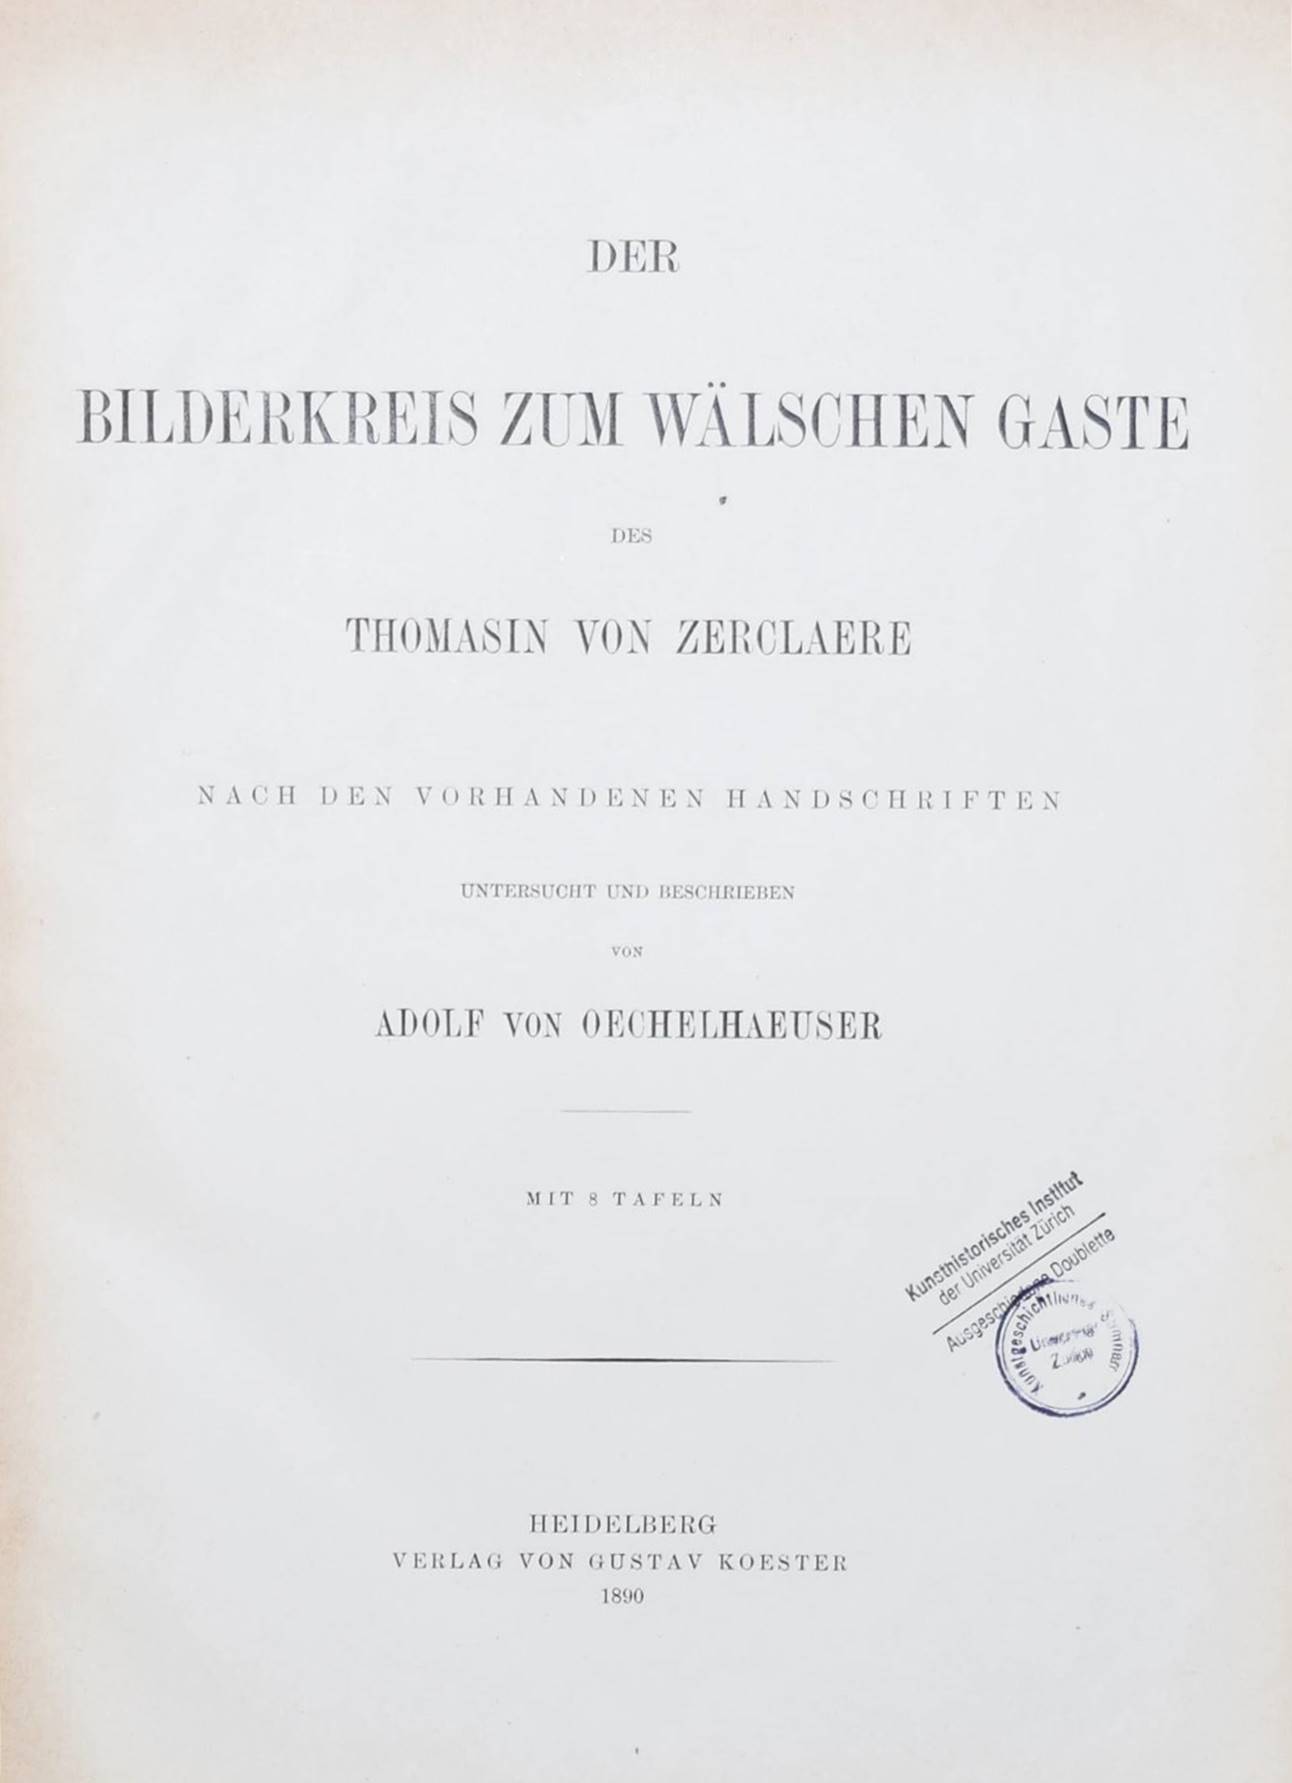 DER
BILDERKREIS ZUM WÄLSCHEN GASTE
DES
THOMASIN VON ZERCLAERE
NACH DEN VORHANDENEN HANDSCHRIFTEN
UNTERSUCHT UND BESCHRIEBEN
VON
ADOLF VON OECHELHAEUSER
MIT 8 TAFELN
Kunsthistorisches Institut
der Universität Zürich
Ausgeschiedene Doublette
Kunstgeschichtliches
HEIDELBERG
VERLAG VON GUSTAV KOESTER
1890